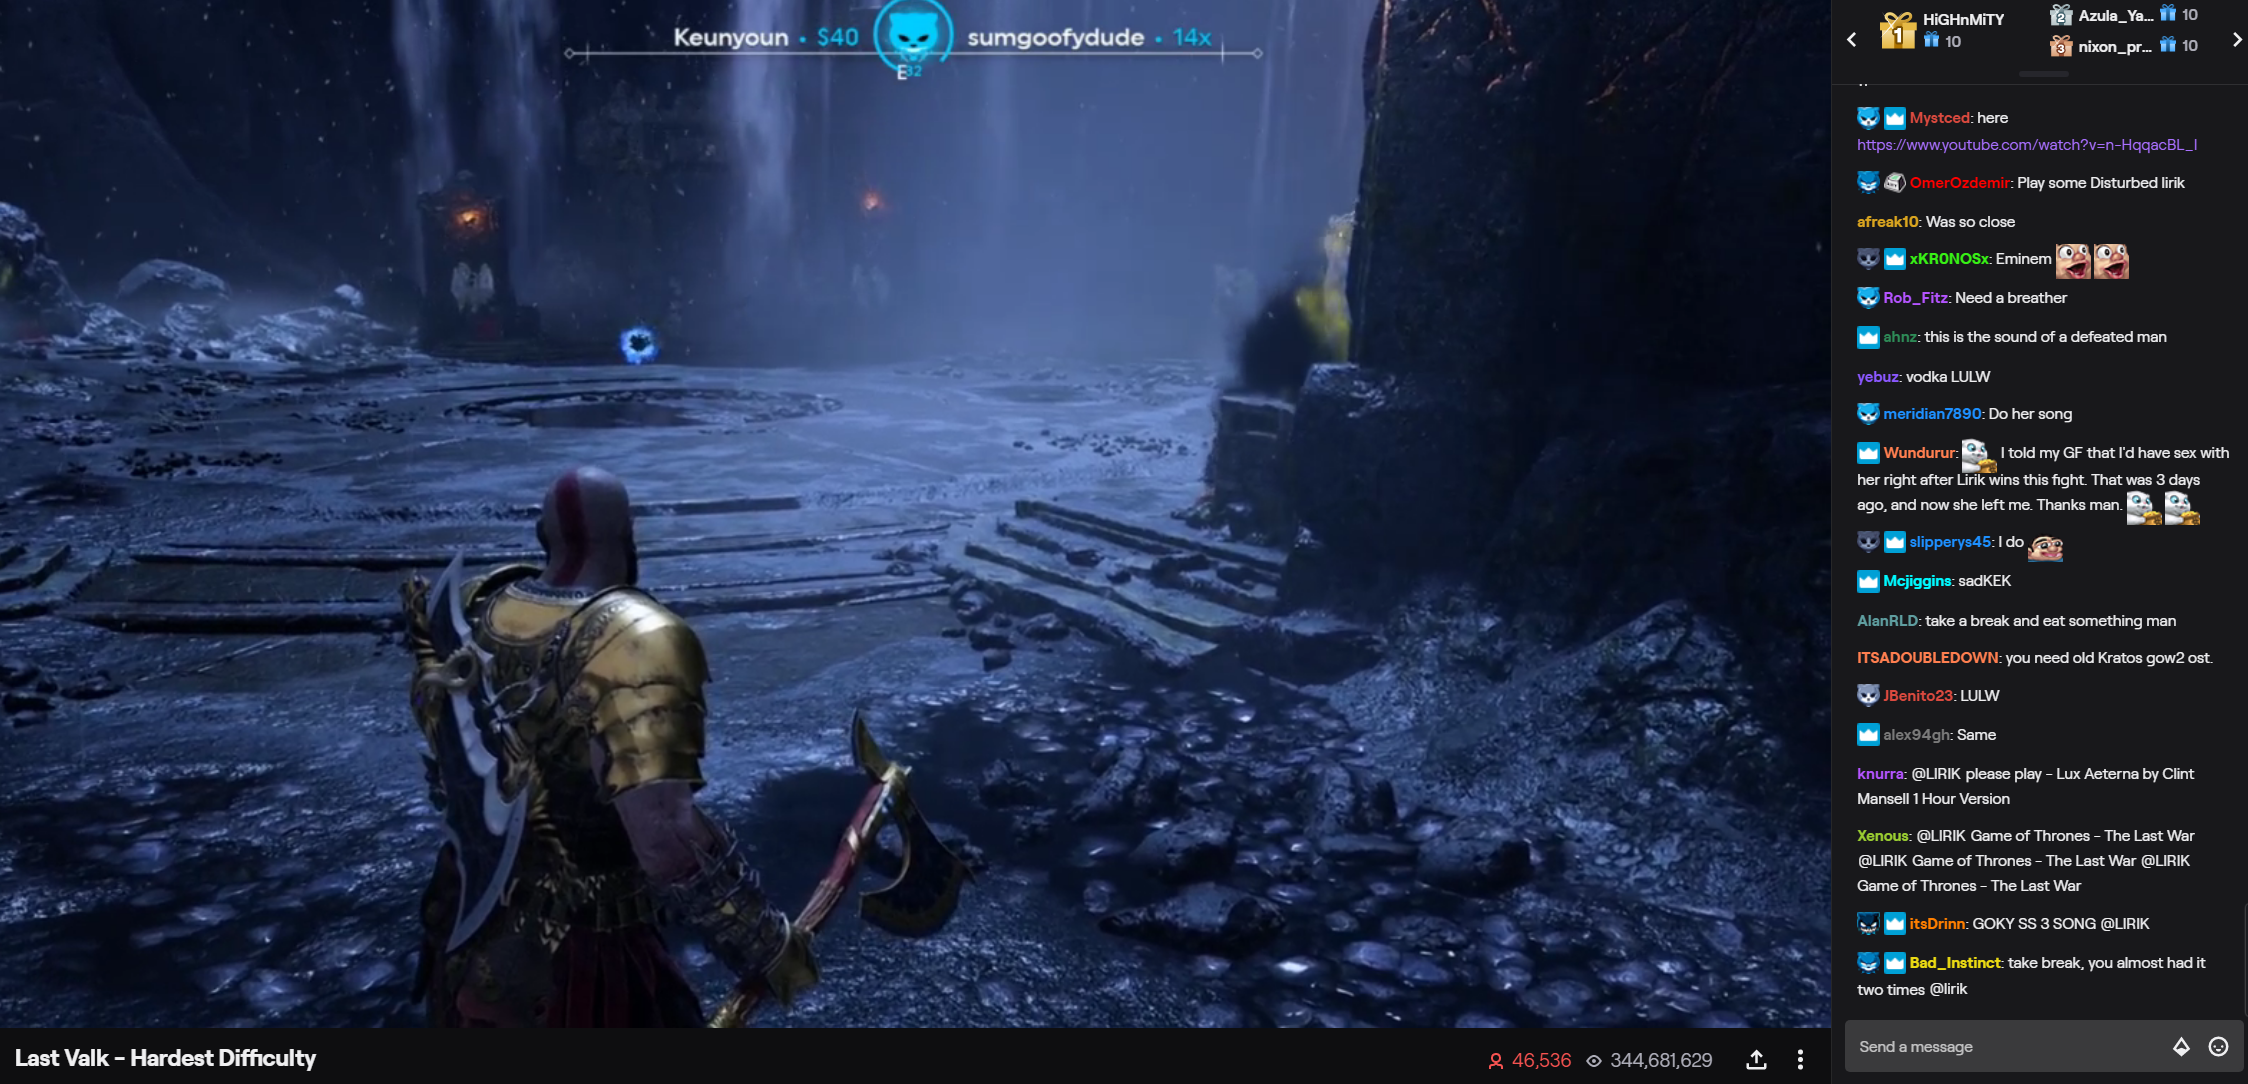 Keunyoun • $40
sumgoofydude • 14x
E
32
HiGHnMiTY
1
10
2 Azula_Ya... 10
3 nixon_pr... 10
Mystced: here
https://www.youtube.com/watch?v=n-HqqacBL_I
OmerOzdemir: Play some Disturbed lirik
afreak10: Was so close
xKR0NOSx: Eminem
Rob_Fitz: Need a breather
ahnz: this is the sound of a defeated man
yebuz: vodka LULW
meridian7890: Do her song
Wundurur: I told my GF that I'd have sex with
her right after Lirik wins this fight. That was 3 days
ago, and now she left me. Thanks man.
slipperys45: I do
Mcjiggins: sadKEK
AlanRLD: take a break and eat something man
ITSADOUBLEDOWN: you need old Kratos gow2 ost.
JBenito23: LULW
alex94gh: Same
knurra: @LIRIK please play - Lux Aeterna by Clint
Mansell 1 Hour Version
Xenous: @LIRIK Game of Thrones - The Last War
@LIRIK Game of Thrones - The Last War @LIRIK
Game of Thrones - The Last War
itsDrinn: GOKY SS 3 SONG @LIRIK
Bad_Instinct: take break, you almost had it
two times @lirik
Send a message
Last Valk - Hardest Difficulty
46,536
344,681,629